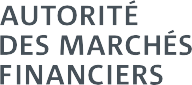 AUTORITÉ
DES MARCHÉS
FINANCIERS